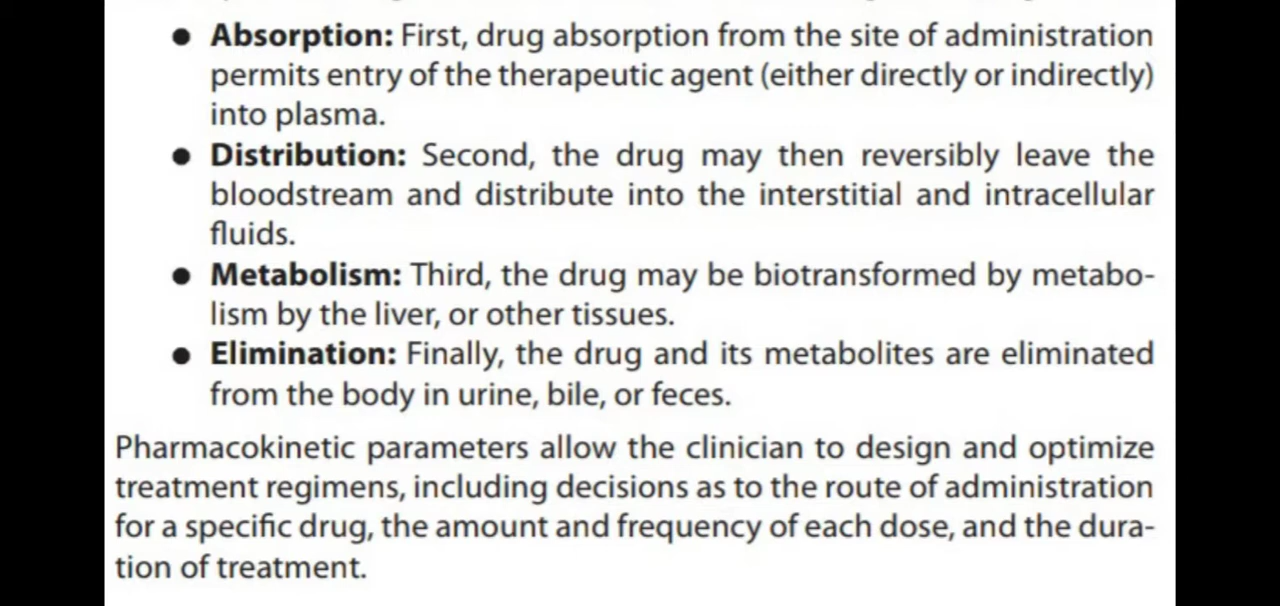 ● Absorption: First, drug absorption from the site of administration
permits entry of the therapeutic agent (either directly or indirectly)
into plasma.
● Distribution: Second, the drug may then reversibly leave the
bloodstream and distribute into the interstitial and intracellular
fluids.
● Metabolism: Third, the drug may be biotransformed by metabo-
lism by the liver, or other tissues.
● Elimination: Finally, the drug and its metabolites are eliminated
from the body in urine, bile, or feces.
Pharmacokinetic parameters allow the clinician to design and optimize
treatment regimens, including decisions as to the route of administration
for a specific drug, the amount and frequency of each dose, and the dura-
tion of treatment.